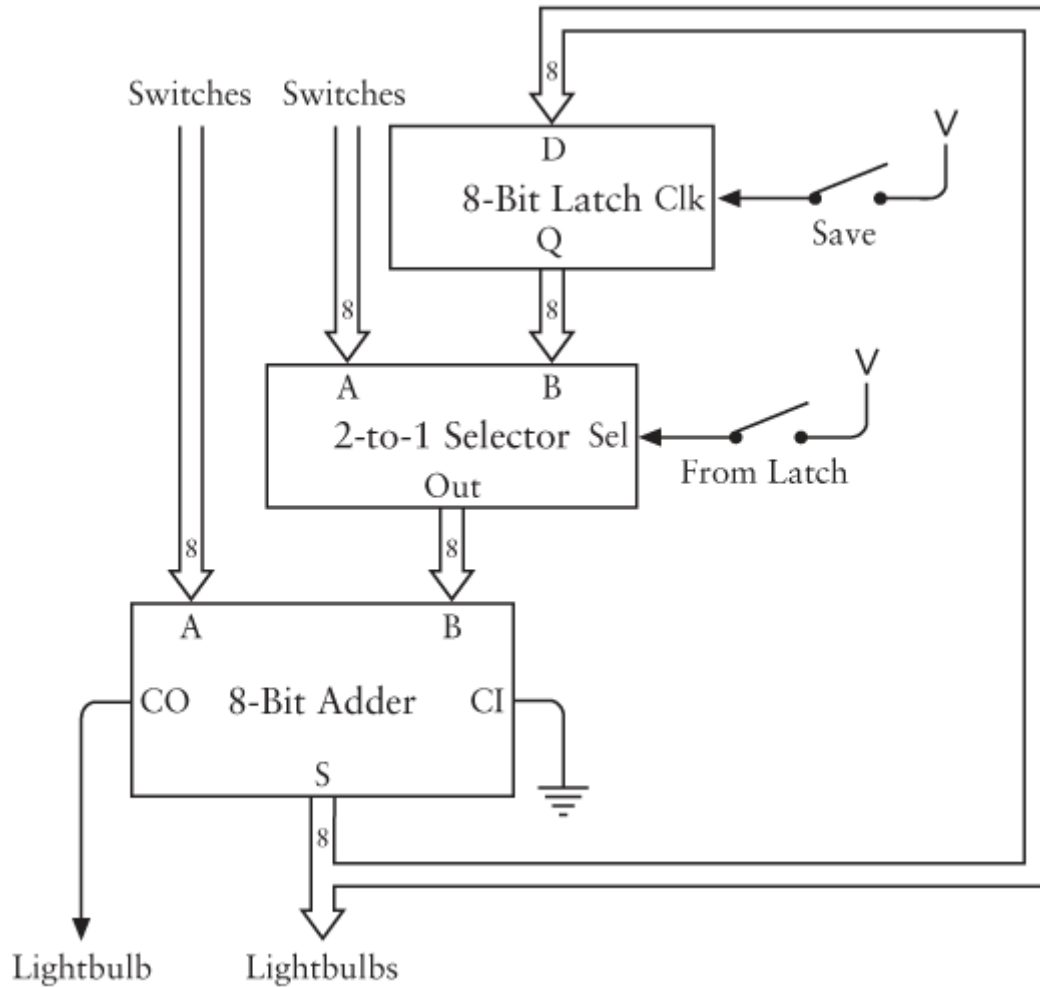 8
Switches Switches
V
D
8-Bit Latch Clk
Save
Q
8 8
V
A B
2-to-1 Selector Sel
From Latch
Out
8 8
A B
CO 8-Bit Adder CI
S
8
Lightbulb Lightbulbs